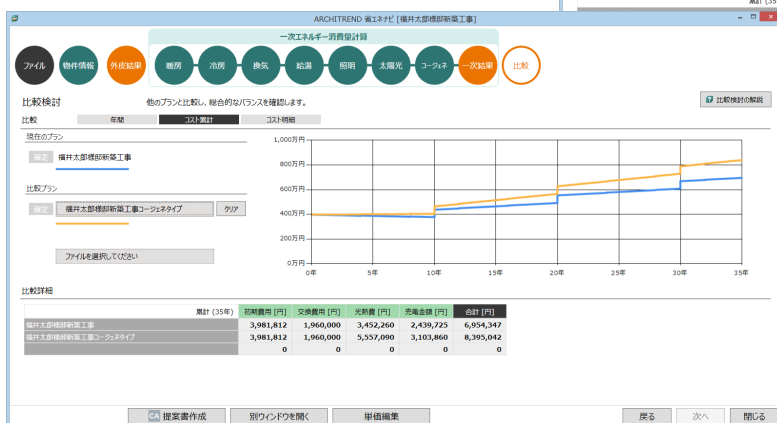 累計 (35
ARCHITREND 省エネナビ [福井太郎様邸新築工事]
一次エネルギー消費量計算
ファイル 物件情報 外皮結果 暖房 冷房 換気 給湯 照明 太陽光 コージェネ 一次結果 比較
比較検討 他のプランと比較し、総合的なバランスを確認します。 比較検討の解説
比較 年間 コスト累計 コスト明細
現在のプラン
確定 福井太郎様邸新築工事
比較プラン
確定 福井太郎様邸新築工事コージェネタイプ クリア
ファイルを選択してください
1,000万円
800万円
600万円
400万円
200万円
0万円
0年 5年 10年 15年 20年 25年 30年 35年
比較詳細
累計 (35年) 初期費用 [円] 交換費用 [円] 光熱費 [円] 売電金額 [円] 合計 [円]
福井太郎様邸新築工事 3,981,812 1,960,000 3,452,260 2,439,725 6,954,347
福井太郎様邸新築工事コージェネタイプ 3,981,812 1,960,000 5,557,090 3,103,860 8,395,042
0 0 0 0 0
CA 提案書作成 別ウィンドウを開く 単価編集 戻る 次へ 閉じる